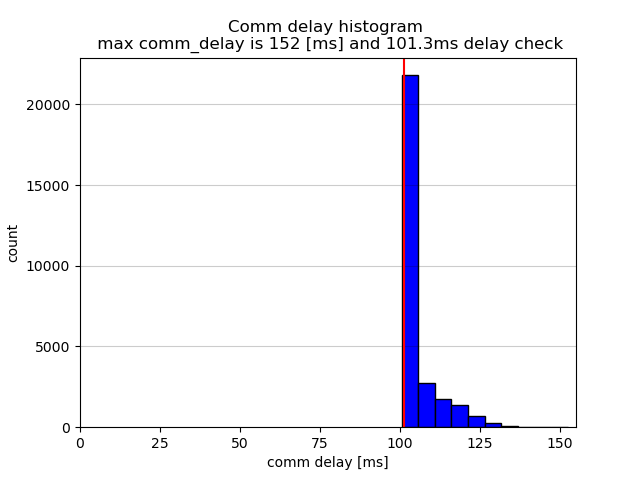 Comm delay histogram
max comm_delay is 152 [ms] and 101.3ms delay check
20000
15000
10000
5000
0
count
0 25 50 75 100 125 150
comm delay [ms]